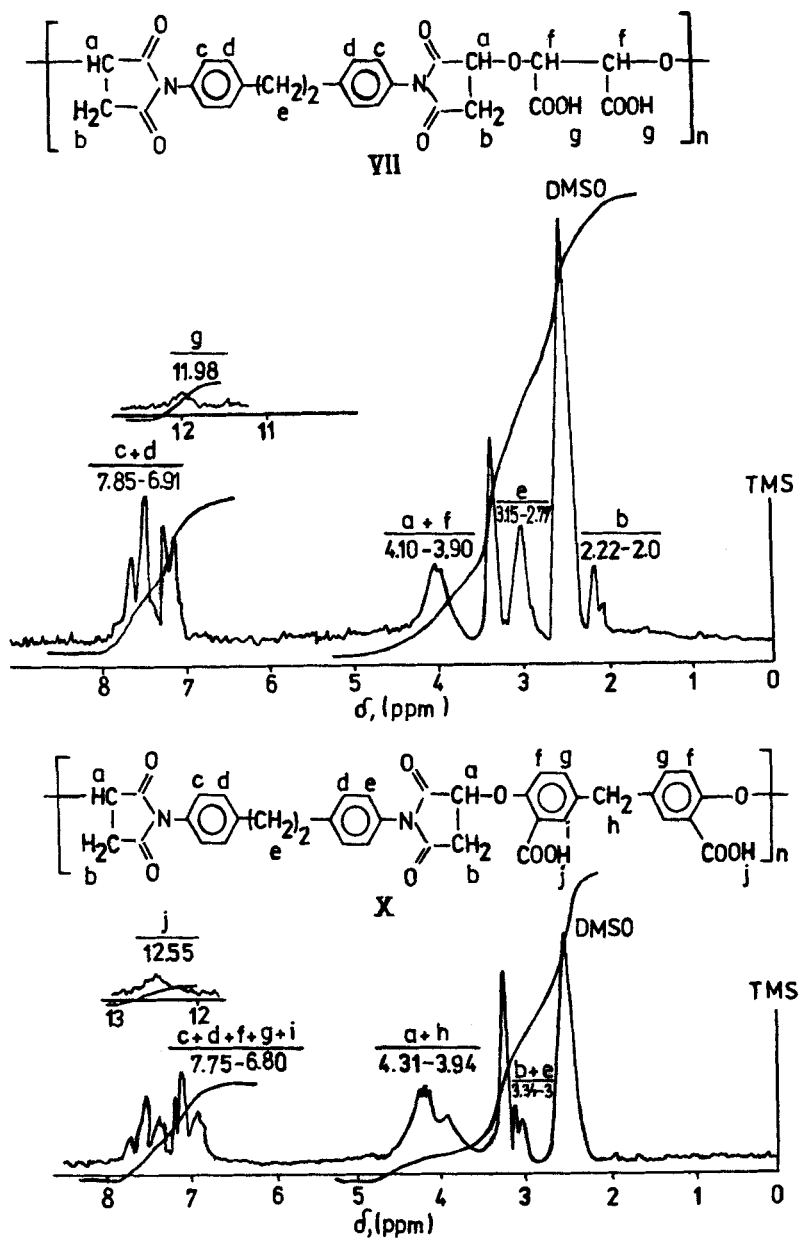 a c d d c a f f
HC N (CH₂)₂ N CH-O-CH CH O
O O O O
H₂C CH₂ COOH COOH n
b e b g g
VII
DMSO
g
11.98
12 11
c+d
7.85-6.91
a+f
4.10-3.90
e
3.15-2.77
b
2.22-2.0
TMS
8 7 6 5 4 3 2 1 0
δ,(ppm)
a c d d e a f g g f
O O
HC N (CH₂)₂ N CH-O CH₂ O
H₂C CH₂ COOH COOH n
O O
b e b i h j j
X
j
12.55
13 12
c+d+f+g+i
7.75-6.80
a+h
4.31-3.94
b+e
3.34-3
DMSO
TMS
8 7 6 5 4 3 2 1 0
δ,(ppm)